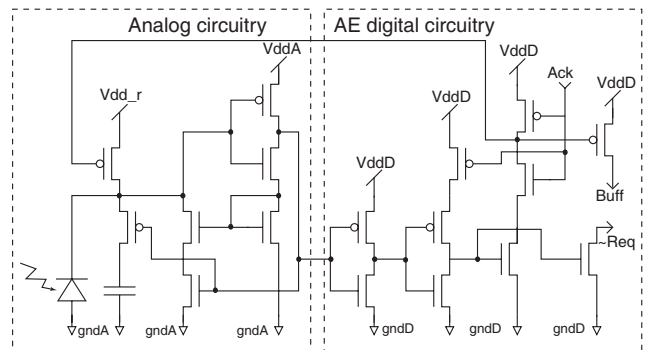 Analog circuitry
AE digital circuitry
VddA
VddD
Ack
Vdd_r
VddD
VddD
VddD
Buff
~Req
gndA
gndA
gndA
gndD
gndD
gndD